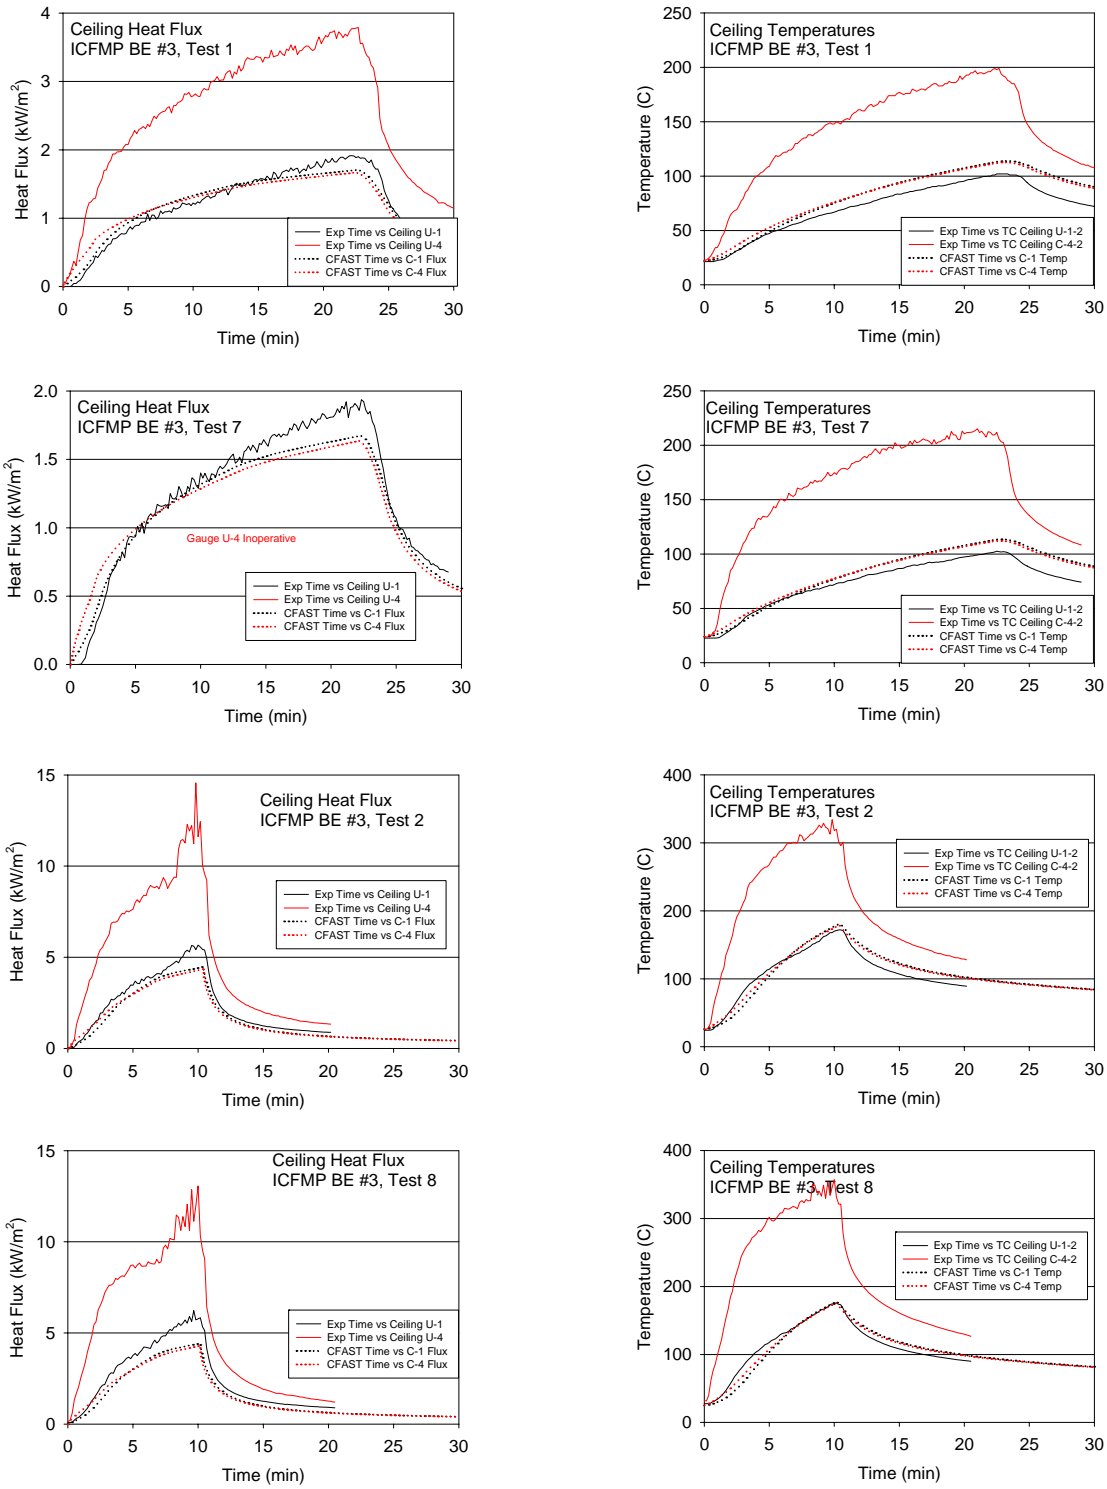 Ceiling Heat Flux
ICFMP BE #3, Test 1
Heat Flux (kW/m²)
4
3
2
1
0
Exp Time vs Ceiling U-1
Exp Time vs Ceiling U-4
CFAST Time vs C-1 Flux
CFAST Time vs C-4 Flux
0 5 10 15 20 25 30
Time (min)
Ceiling Temperatures
ICFMP BE #3, Test 1
Temperature (C)
250
200
150
100
50
0
Exp Time vs TC Ceiling U-1-2
Exp Time vs TC Ceiling C-4-2
CFAST Time vs C-1 Temp
CFAST Time vs C-4 Temp
0 5 10 15 20 25 30
Time (min)
Ceiling Heat Flux
ICFMP BE #3, Test 7
Heat Flux (kW/m²)
2.0
1.5
1.0
0.5
0.0
Gauge U-4 Inoperative
Exp Time vs Ceiling U-1
Exp Time vs Ceiling U-4
CFAST Time vs C-1 Flux
CFAST Time vs C-4 Flux
0 5 10 15 20 25 30
Time (min)
Ceiling Temperatures
ICFMP BE #3, Test 7
Temperature (C)
250
200
150
100
50
0
Exp Time vs TC Ceiling U-1-2
Exp Time vs TC Ceiling C-4-2
CFAST Time vs C-1 Temp
CFAST Time vs C-4 Temp
0 5 10 15 20 25 30
Time (min)
Ceiling Heat Flux
ICFMP BE #3, Test 2
Heat Flux (kW/m²)
15
10
5
0
Exp Time vs Ceiling U-1
Exp Time vs Ceiling U-4
CFAST Time vs C-1 Flux
CFAST Time vs C-4 Flux
0 5 10 15 20 25 30
Time (min)
Ceiling Temperatures
ICFMP BE #3, Test 2
Temperature (C)
400
300
200
100
0
Exp Time vs TC Ceiling U-1-2
Exp Time vs TC Ceiling C-4-2
CFAST Time vs C-1 Temp
CFAST Time vs C-4 Temp
0 5 10 15 20 25 30
Time (min)
Ceiling Heat Flux
ICFMP BE #3, Test 8
Heat Flux (kW/m²)
15
10
5
0
Exp Time vs Ceiling U-1
Exp Time vs Ceiling U-4
CFAST Time vs C-1 Flux
CFAST Time vs C-4 Flux
0 5 10 15 20 25 30
Time (min)
Ceiling Temperatures
ICFMP BE #3, Test 8
Temperature (C)
400
300
200
100
0
Exp Time vs TC Ceiling U-1-2
Exp Time vs TC Ceiling C-4-2
CFAST Time vs C-1 Temp
CFAST Time vs C-4 Temp
0 5 10 15 20 25 30
Time (min)